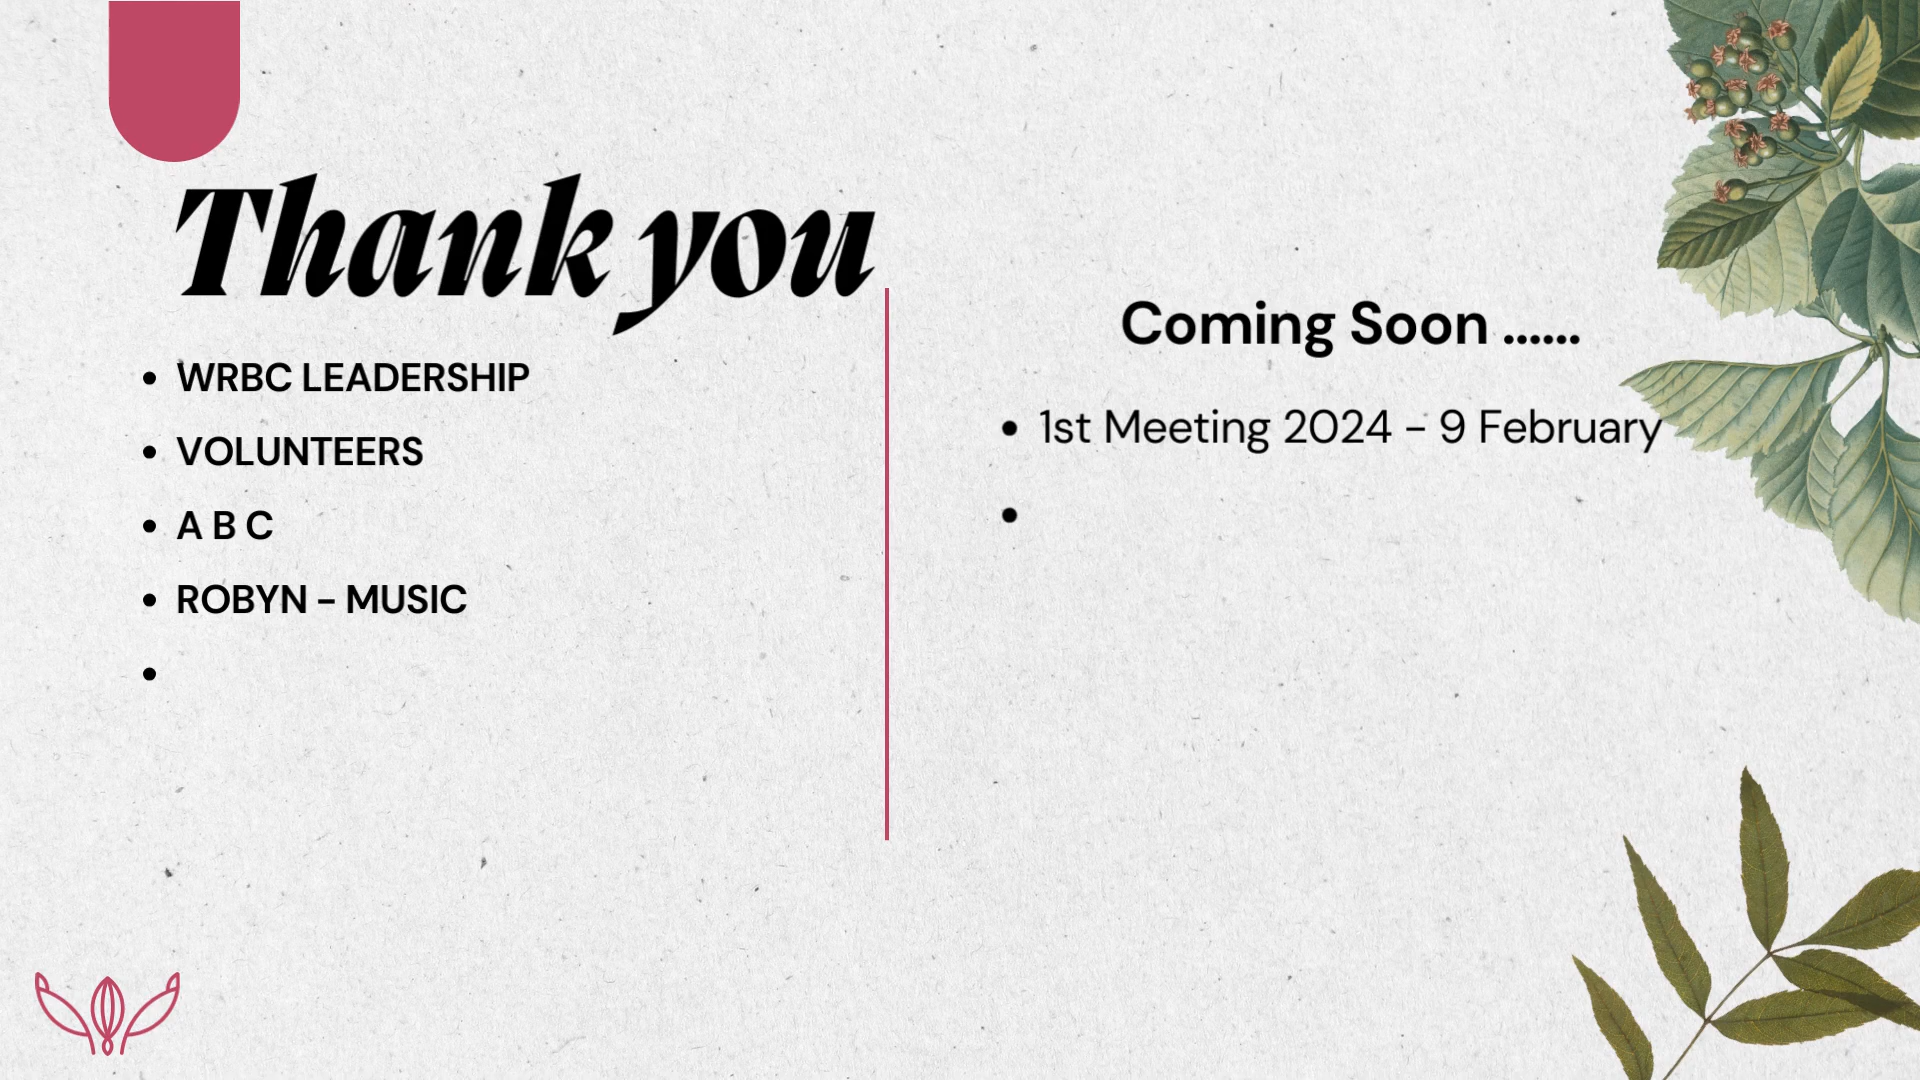 Thank you
• WRBC LEADERSHIP
• VOLUNTEERS
• A B C
• ROBYN - MUSIC
•
Coming Soon ......
• 1st Meeting 2024 - 9 February
•